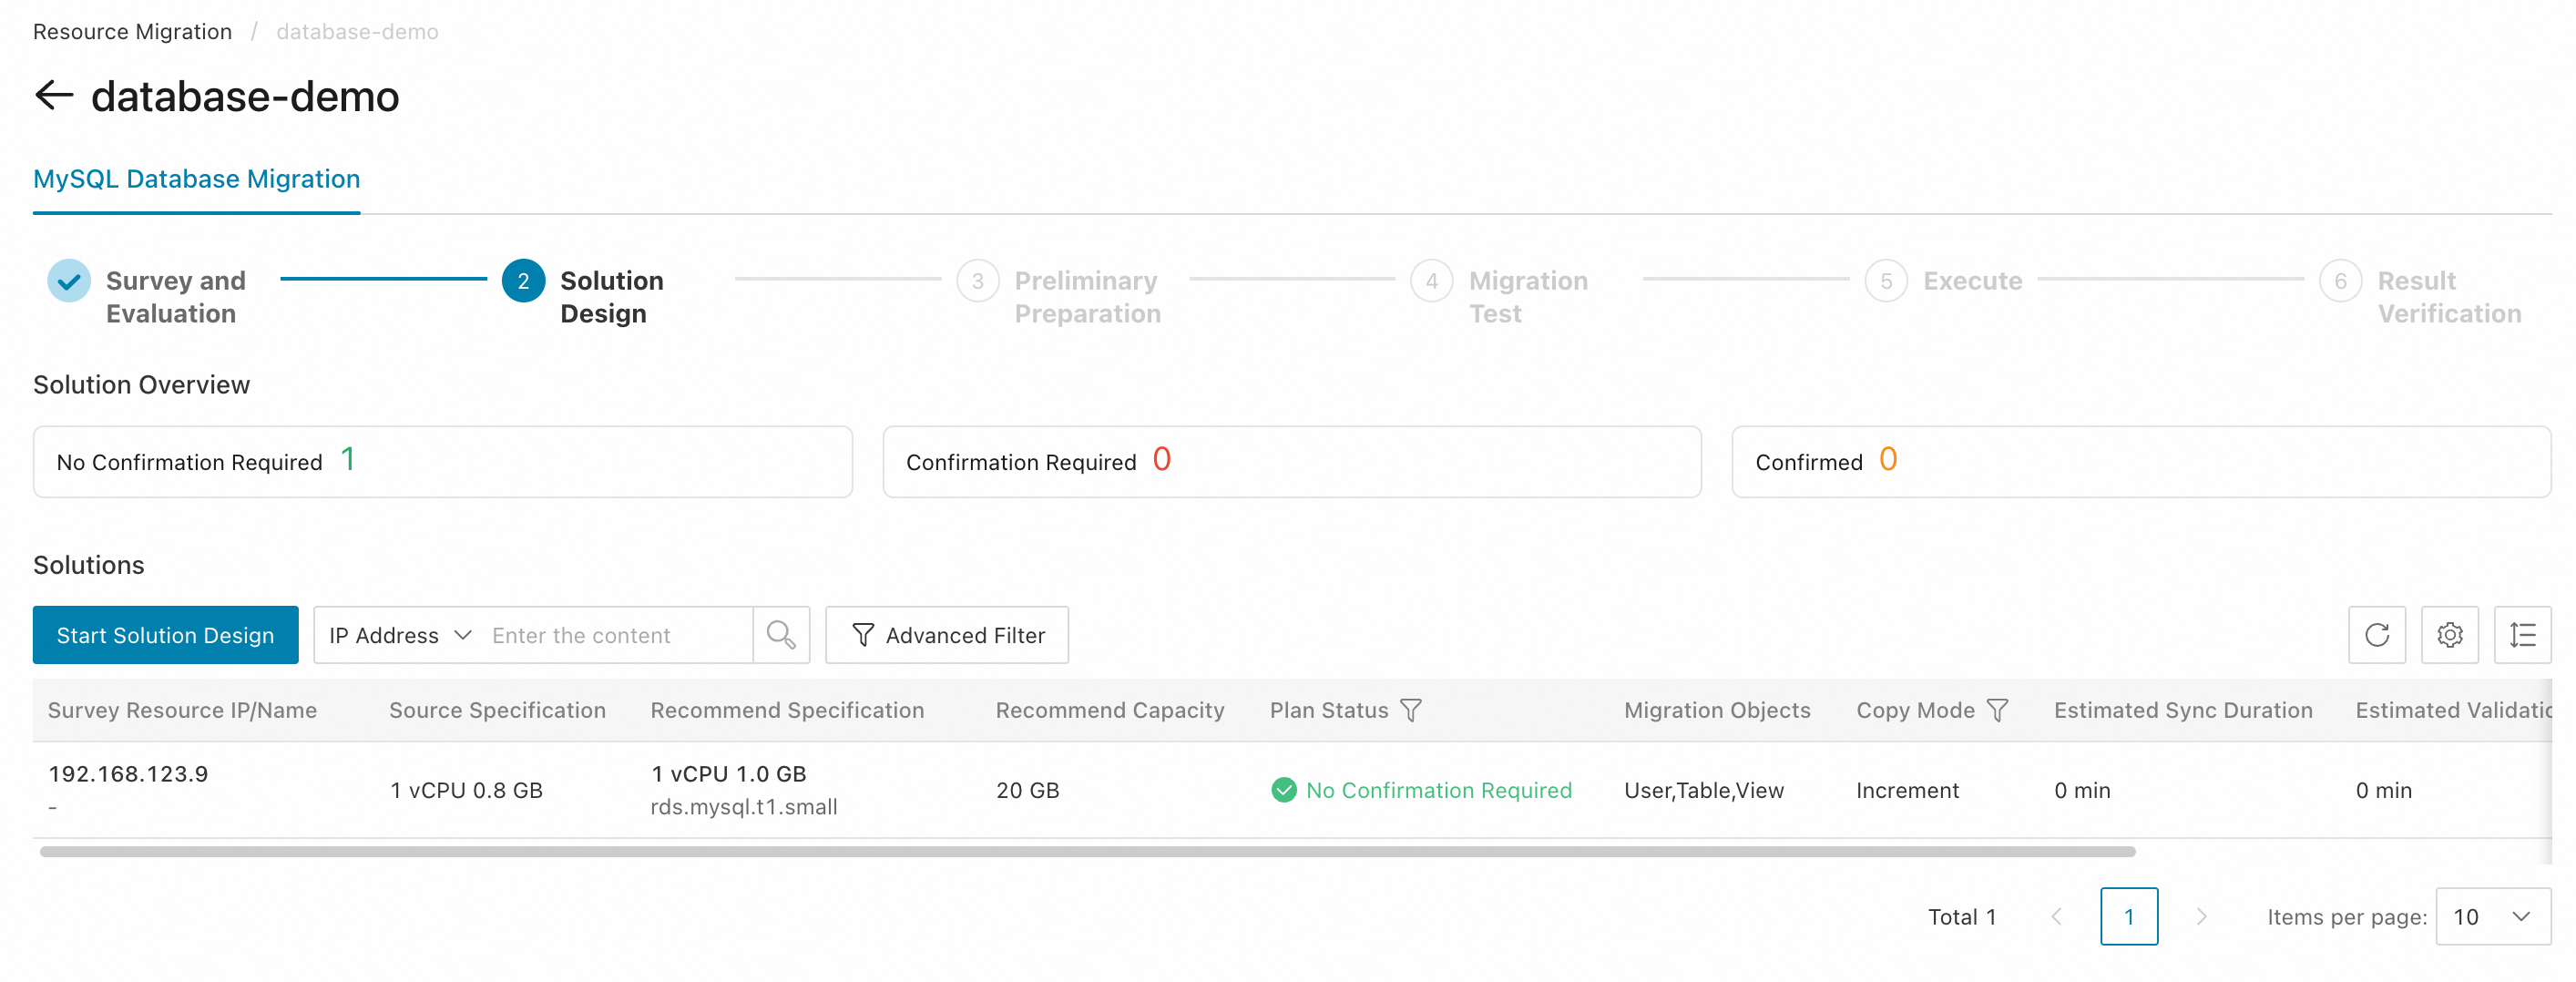 Resource Migration / database-demo
database-demo
MySQL Database Migration
Survey and
Evaluation
2 Solution
Design
3 Preliminary
Preparation
4 Migration
Test
5 Execute
6 Result
Verification
Solution Overview
No Confirmation Required 1
Confirmation Required 0
Confirmed 0
Solutions
Start Solution Design IP Address Enter the content Advanced Filter
Survey Resource IP/Name Source Specification Recommend Specification Recommend Capacity Plan Status Migration Objects Copy Mode Estimated Sync Duration Estimated Validatio
192.168.123.9 1 vCPU 0.8 GB 1 vCPU 1.0 GB 20 GB No Confirmation Required User,Table,View Increment 0 min 0 min
- rds.mysql.t1.small
Total 1 1 Items per page: 10